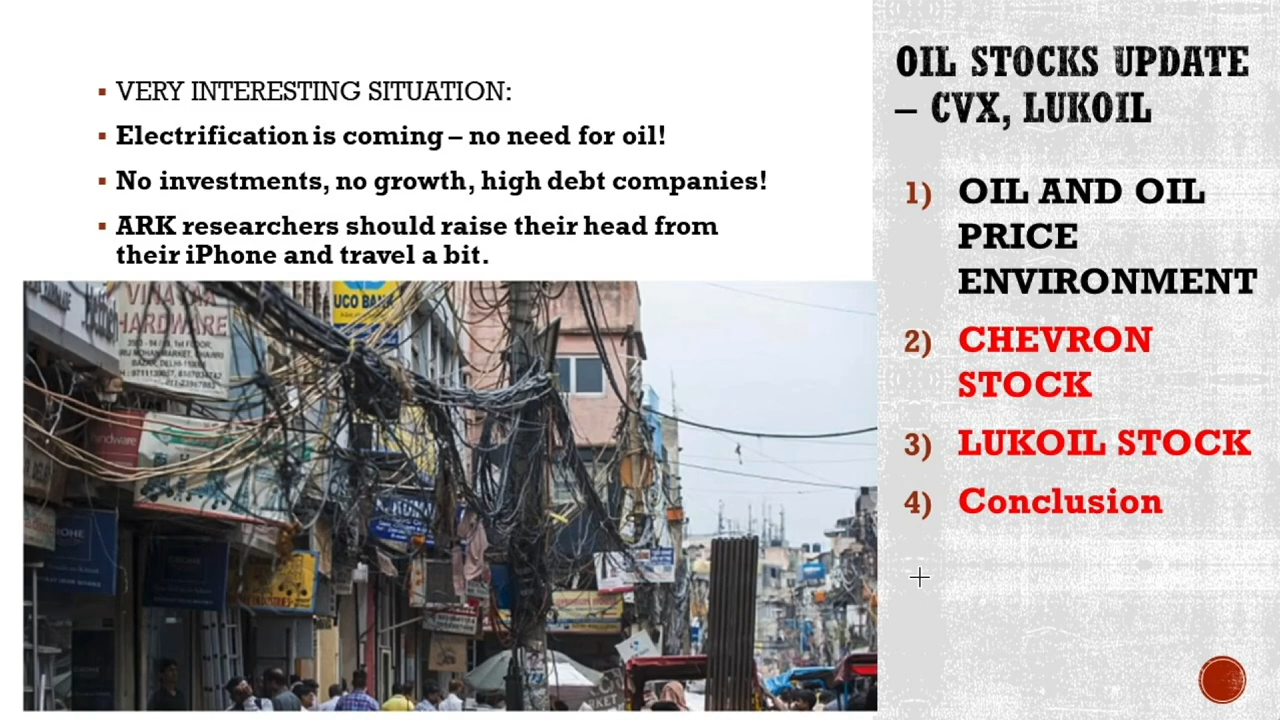 VERY INTERESTING SITUATION:
Electrification is coming – no need for oil!
No investments, no growth, high debt companies!
ARK researchers should raise their head from
their iPhone and travel a bit.
OIL STOCKS UPDATE
– CVX, LUKOIL
1) OIL AND OIL
PRICE
ENVIRONMENT
2) CHEVRON
STOCK
3) LUKOIL STOCK
4) Conclusion
UCO BANK
HARDWARE
hardware